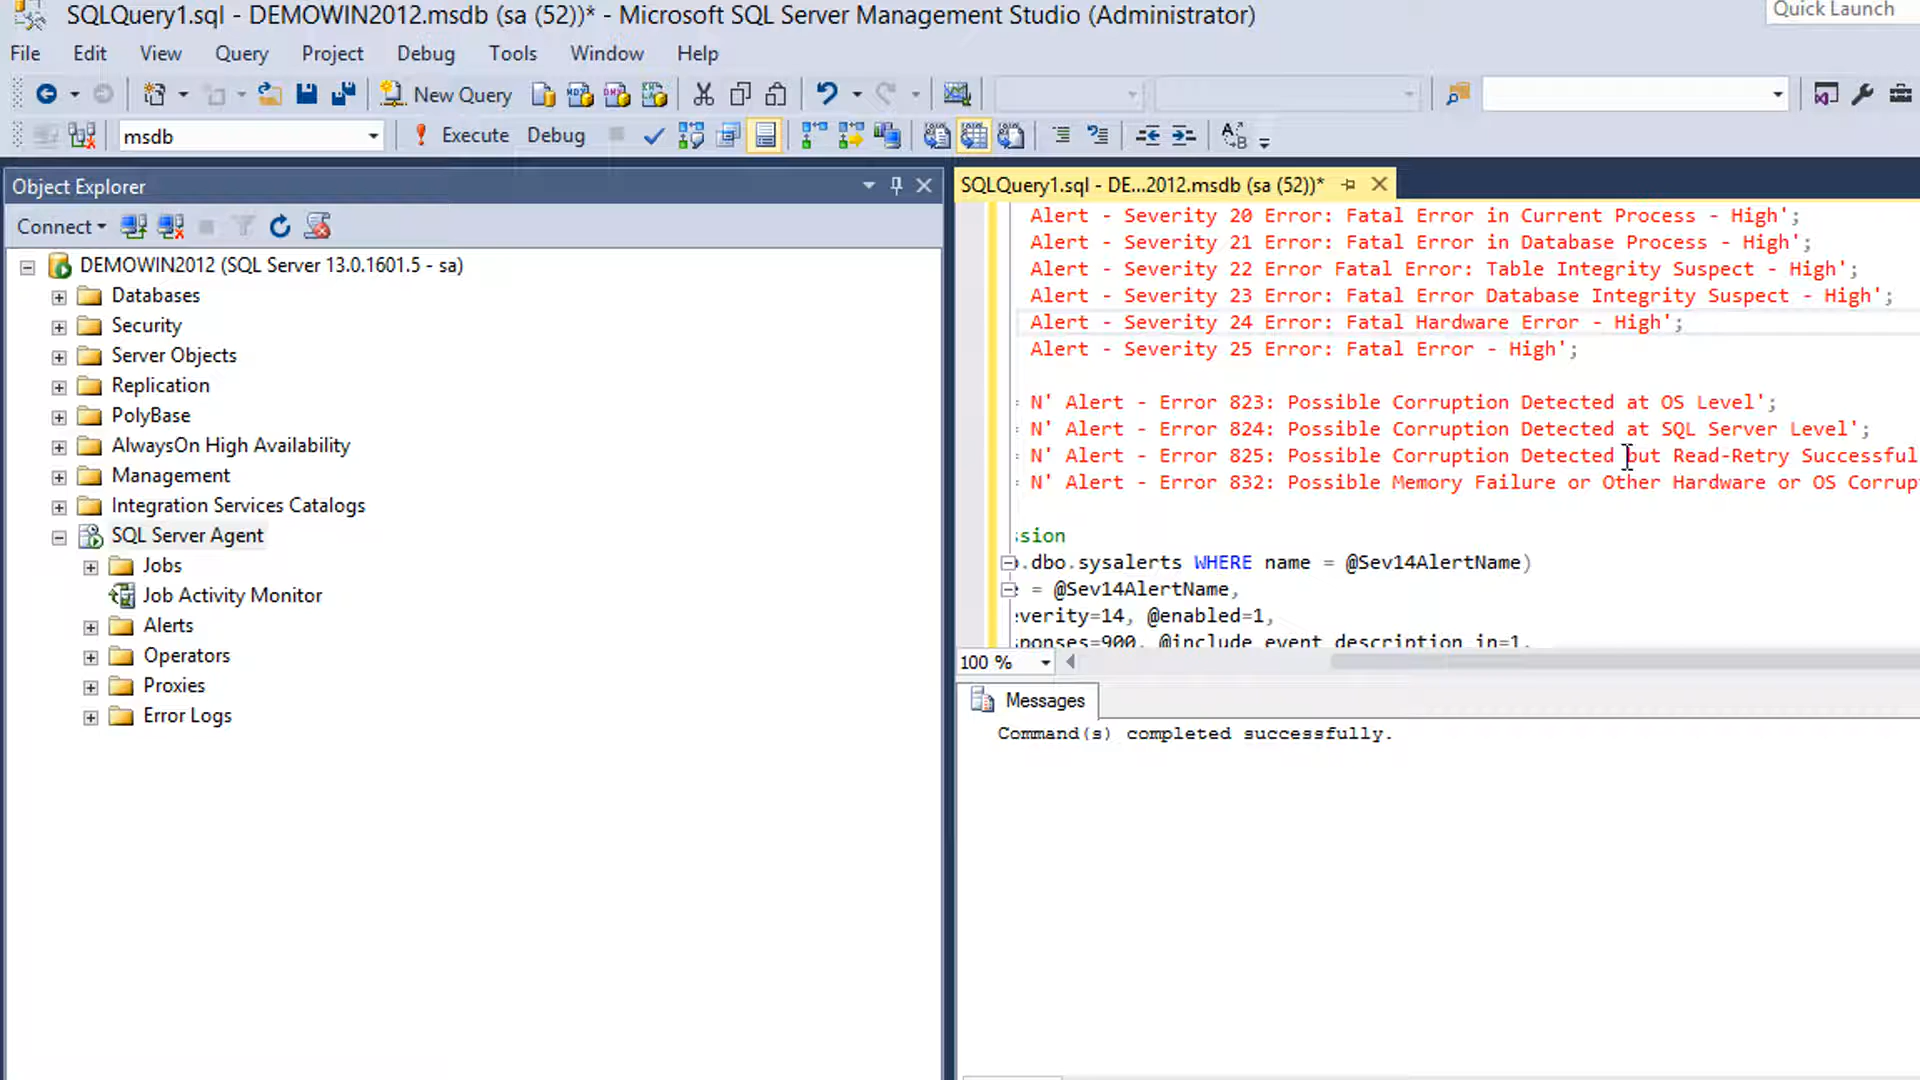 SQLQuery1.sql - DEMOWIN2012.msdb (sa (52))* - Microsoft SQL Server Management Studio (Administrator)
Quick Launch
File Edit View Query Project Debug Tools Window Help
New Query
msdb
Execute Debug
Object Explorer
SQLQuery1.sql - DE...2012.msdb (sa (52))*
Connect
DEMOWIN2012 (SQL Server 13.0.1601.5 - sa)
Databases
Security
Server Objects
Replication
PolyBase
AlwaysOn High Availability
Management
Integration Services Catalogs
SQL Server Agent
Jobs
Job Activity Monitor
Alerts
Operators
Proxies
Error Logs
Alert - Severity 20 Error: Fatal Error in Current Process - High';
Alert - Severity 21 Error: Fatal Error in Database Process - High';
Alert - Severity 22 Error Fatal Error: Table Integrity Suspect - High';
Alert - Severity 23 Error: Fatal Error Database Integrity Suspect - High';
Alert - Severity 24 Error: Fatal Hardware Error - High';
Alert - Severity 25 Error: Fatal Error - High';
= N' Alert - Error 823: Possible Corruption Detected at OS Level';
= N' Alert - Error 824: Possible Corruption Detected at SQL Server Level';
= N' Alert - Error 825: Possible Corruption Detected but Read-Retry Successful
= N' Alert - Error 832: Possible Memory Failure or Other Hardware or OS Corrup
ssion
.dbo.sysalerts WHERE name = @Sev14AlertName)
= @Sev14AlertName,
everity=14, @enabled=1,
ponses=900, @include_event_description_in=1,
100 %
Messages
Command(s) completed successfully.